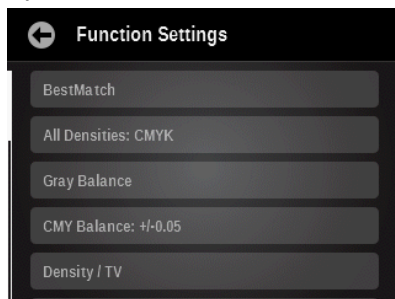 Function Settings
BestMatch
All Densities: CMYK
Gray Balance
CMY Balance: +/-0.05
Density / TV